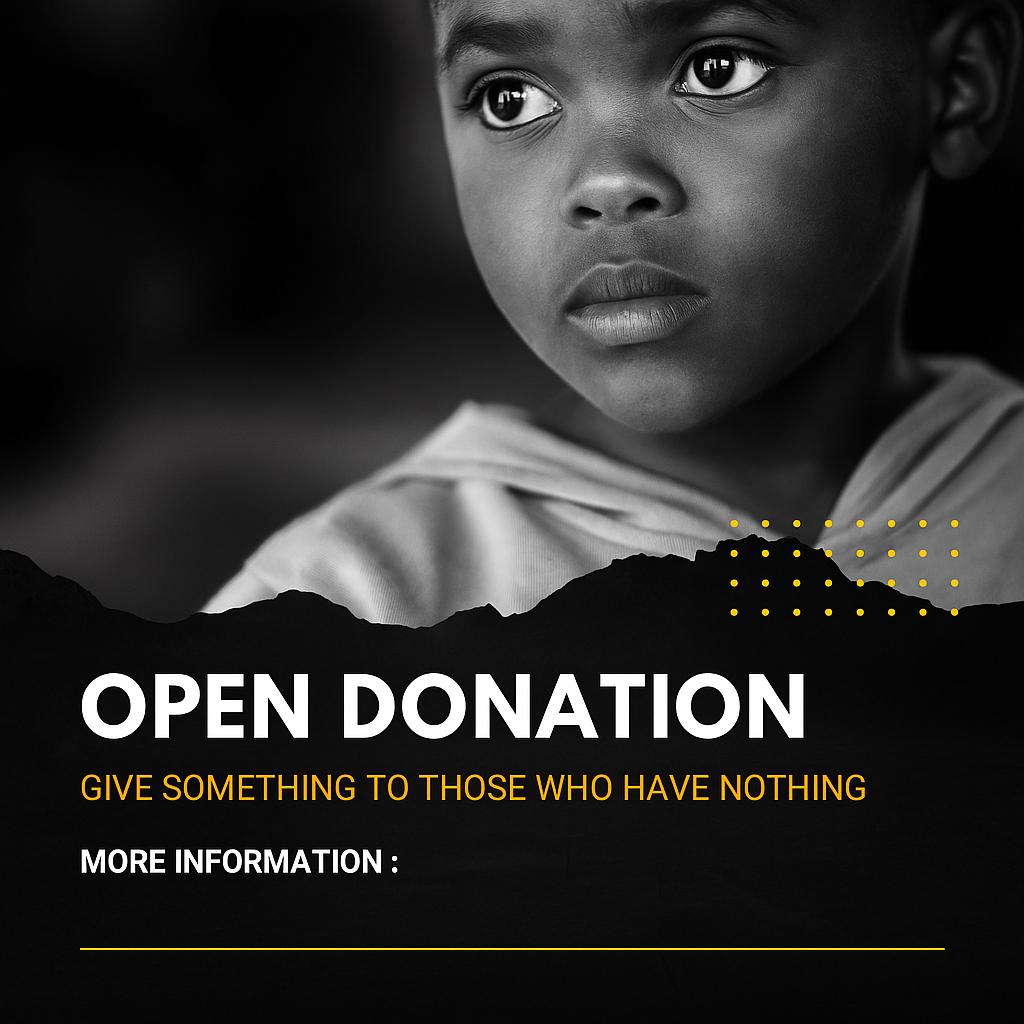 OPEN DONATION
GIVE SOMETHING TO THOSE WHO HAVE NOTHING
MORE INFORMATION :